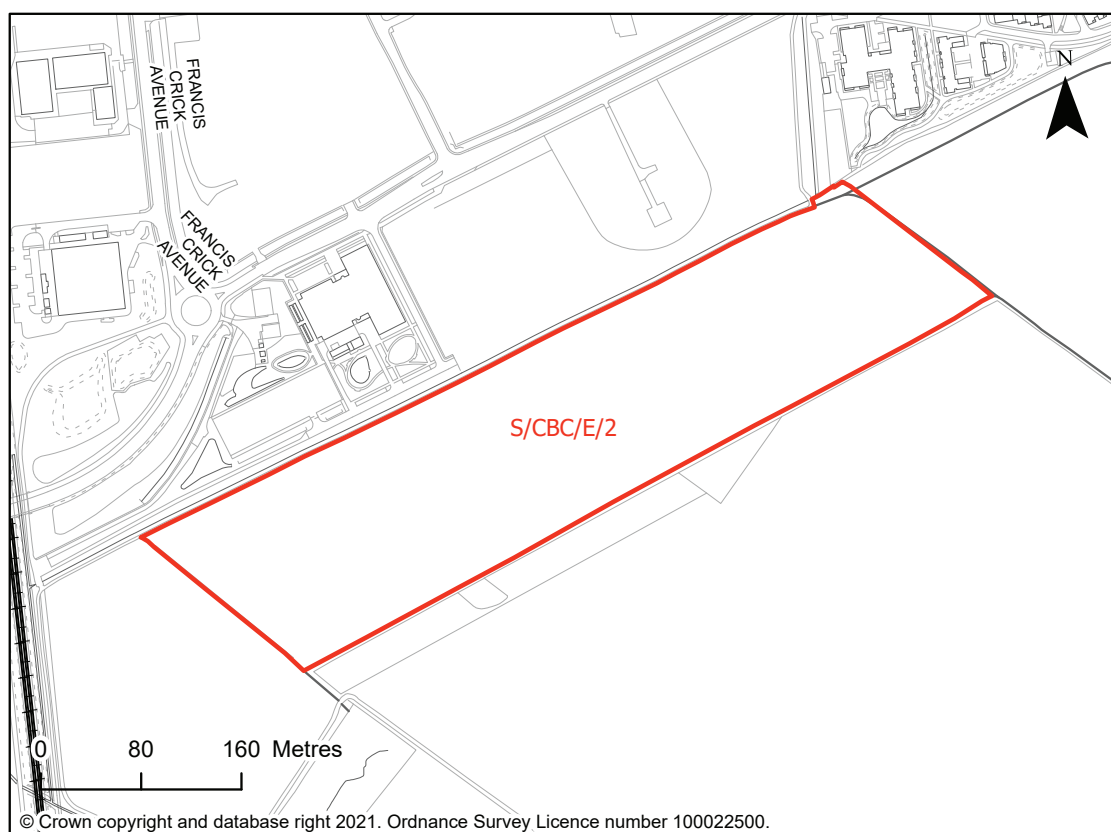 FRANCIS
CRICK
AVENUE
FRANCIS
CRICK
AVENUE
N
S/CBC/E/2
0 80 160 Metres
© Crown copyright and database right 2021. Ordnance Survey Licence number 100022500.